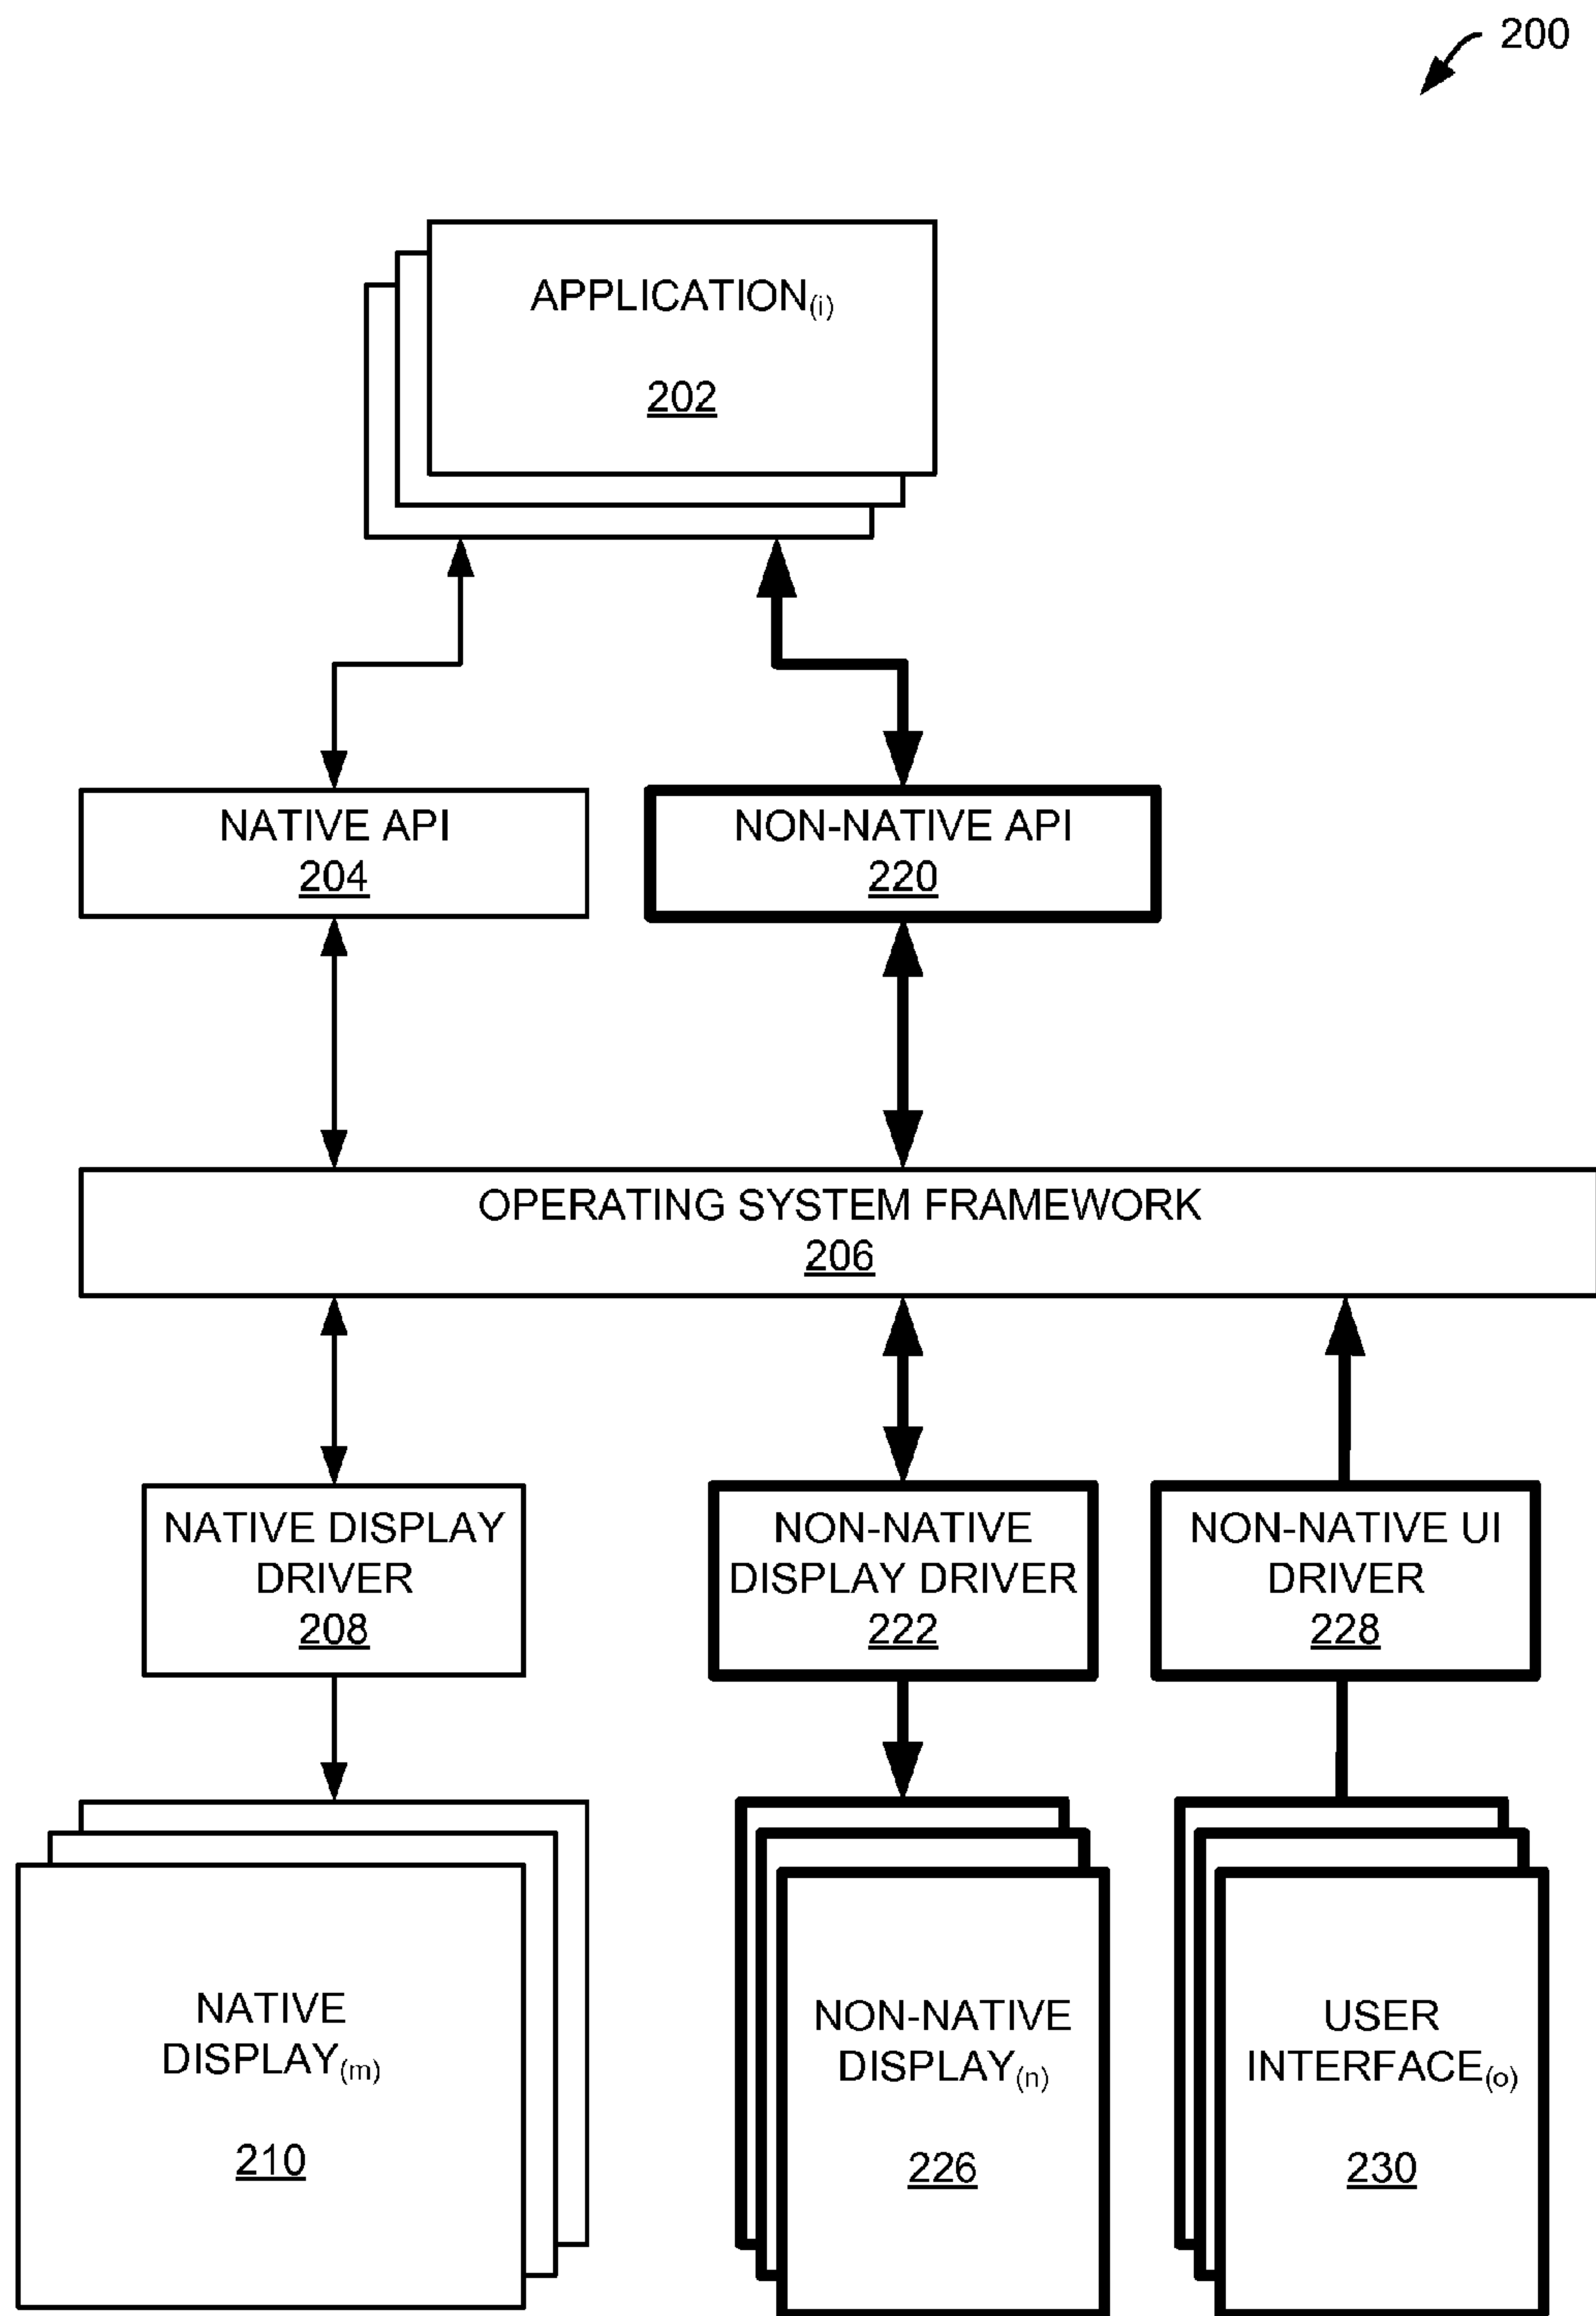 200
APPLICATION(i)
202
NATIVE API
204
NON-NATIVE API
220
OPERATING SYSTEM FRAMEWORK
206
NATIVE DISPLAY
DRIVER
208
NON-NATIVE
DISPLAY DRIVER
222
NON-NATIVE UI
DRIVER
228
NATIVE
DISPLAY(m)
210
NON-NATIVE
DISPLAY(n)
226
USER
INTERFACE(o)
230